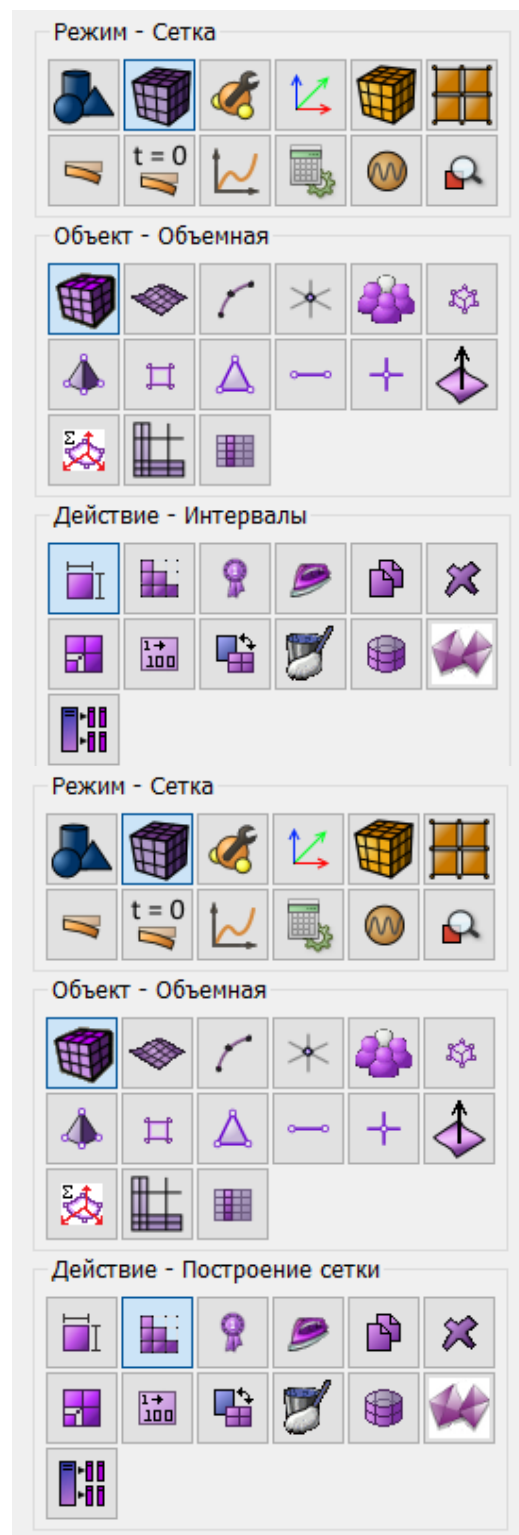 Режим - Сетка
t = 0
Объект - Объемная
Σ
Действие - Интервалы
1→
100
Режим - Сетка
t = 0
Объект - Объемная
Σ
Действие - Построение сетки
1→
100